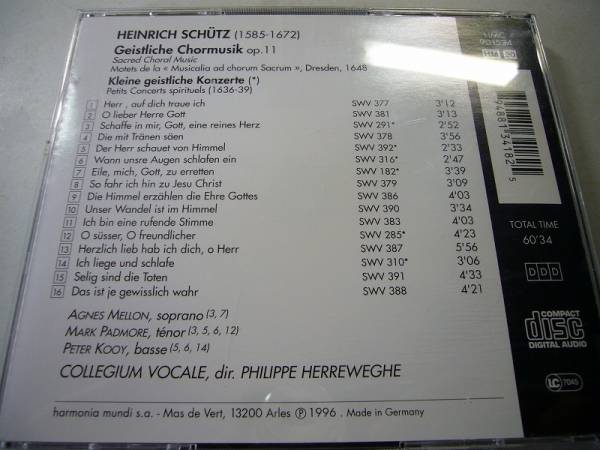 HEINRICH SCHÜTZ (1585-1672)
Geistliche Chormusik op.11
Sacred Choral Music
Motets de la « Musicalia ad chorum Sacrum », Dresden, 1648
Kleine geistliche Konzerte (*)
Petits Concerts spirituels (1636-39)
1 Herr, auf dich traue ich SWV 377 3'12
2 O lieber Herre Gott SWV 381 3'13
3 Schaffe in mir, Gott, eine reines Herz SWV 291* 2'52
4 Die mit Tränen säen SWV 378 3'56
5 Der Herr schauet von Himmel SWV 392* 2'33
6 Wann unsre Augen schlafen ein SWV 316* 2'47
7 Eile, mich, Gott, zu erretten SWV 182* 3'39
8 So fahr ich hin zu Jesu Christ SWV 379 3'09
9 Die Himmel erzählen die Ehre Gottes SWV 386 4'03
10 Unser Wandel ist im Himmel SWV 390 3'34
11 Ich bin eine rufende Stimme SWV 383 4'03
12 O süsser, O freundlicher SWV 285* 4'23
13 Herzlich lieb hab ich dich, o Herr SWV 387 5'56
14 Ich liege und schlafe SWV 310* 3'06
15 Selig sind die Toten SWV 391 4'33
16 Das ist je gewisslich wahr SWV 388 4'21
AGNES MELLON, soprano (3, 7)
MARK PADMORE, ténor (3, 5, 6, 12)
PETER KOOY, basse (5, 6, 14)
COLLEGIUM VOCALE, dir. PHILIPPE HERREWEGHE
harmonia mundi s.a. - Mas de Vert, 13200 Arles Ⓟ 1996 . Made in Germany
HMC
901534
TOTAL TIME
60'34
DDD
COMPACT
disc
DIGITAL AUDIO
LC 7045